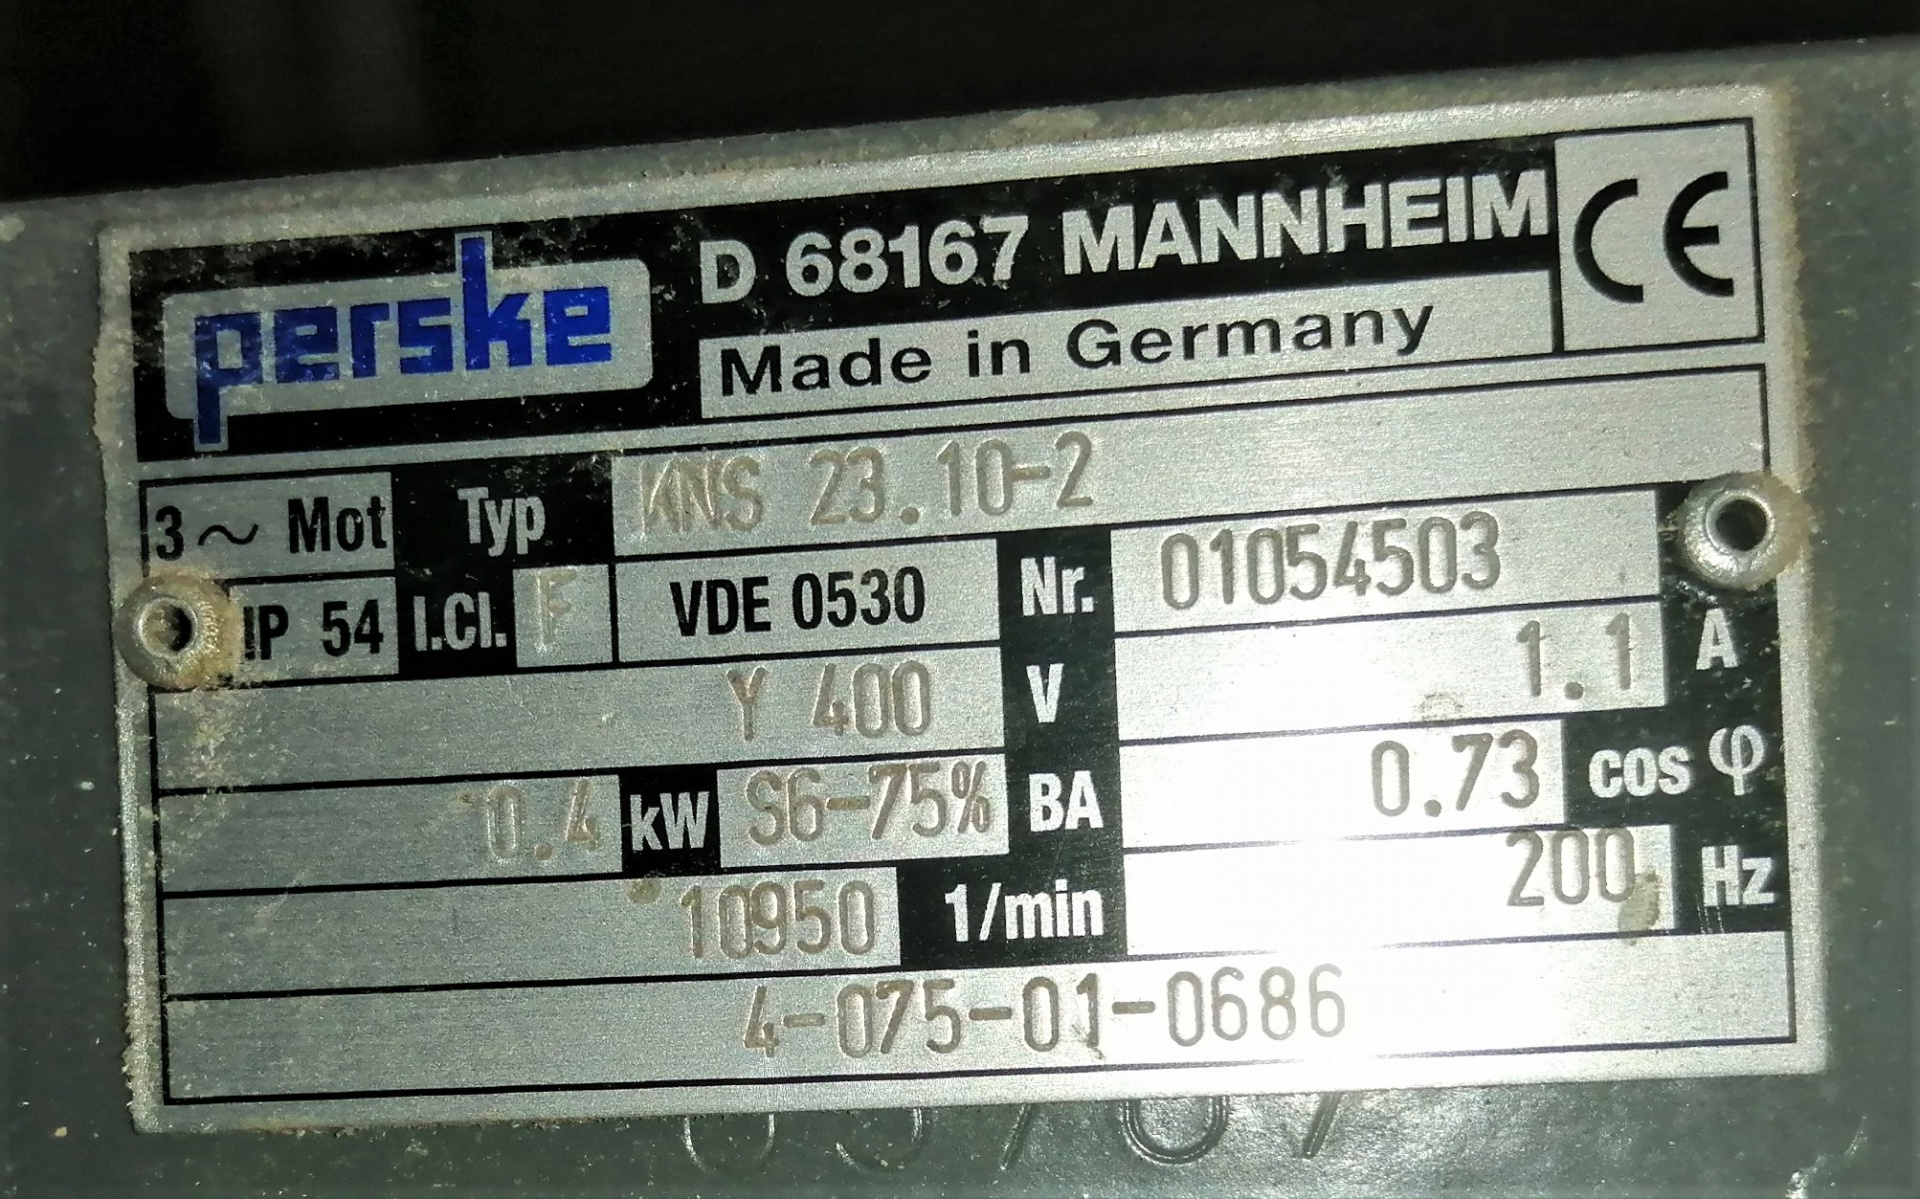 perske D 68167 MANNHEIM CE
Made in Germany
3~ Mot Typ KNS 23.10-2
IP 54 I.Cl. F VDE 0530 Nr. 01054503
Y 400 V 1.1 A
0.4 kW S6-75% BA 0.73 cos φ
10950 1/min 200 Hz
4-075-01-0686